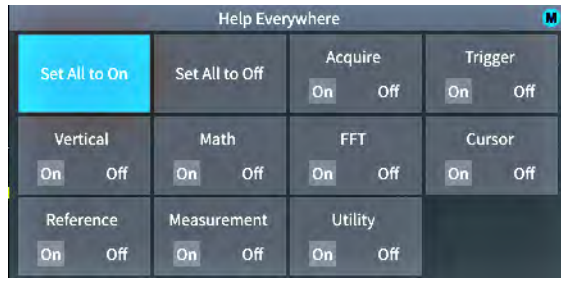 Help Everywhere
M
Set All to On
Set All to Off
Acquire
On Off
Trigger
On Off
Vertical
On Off
Math
On Off
FFT
On Off
Cursor
On Off
Reference
On Off
Measurement
On Off
Utility
On Off